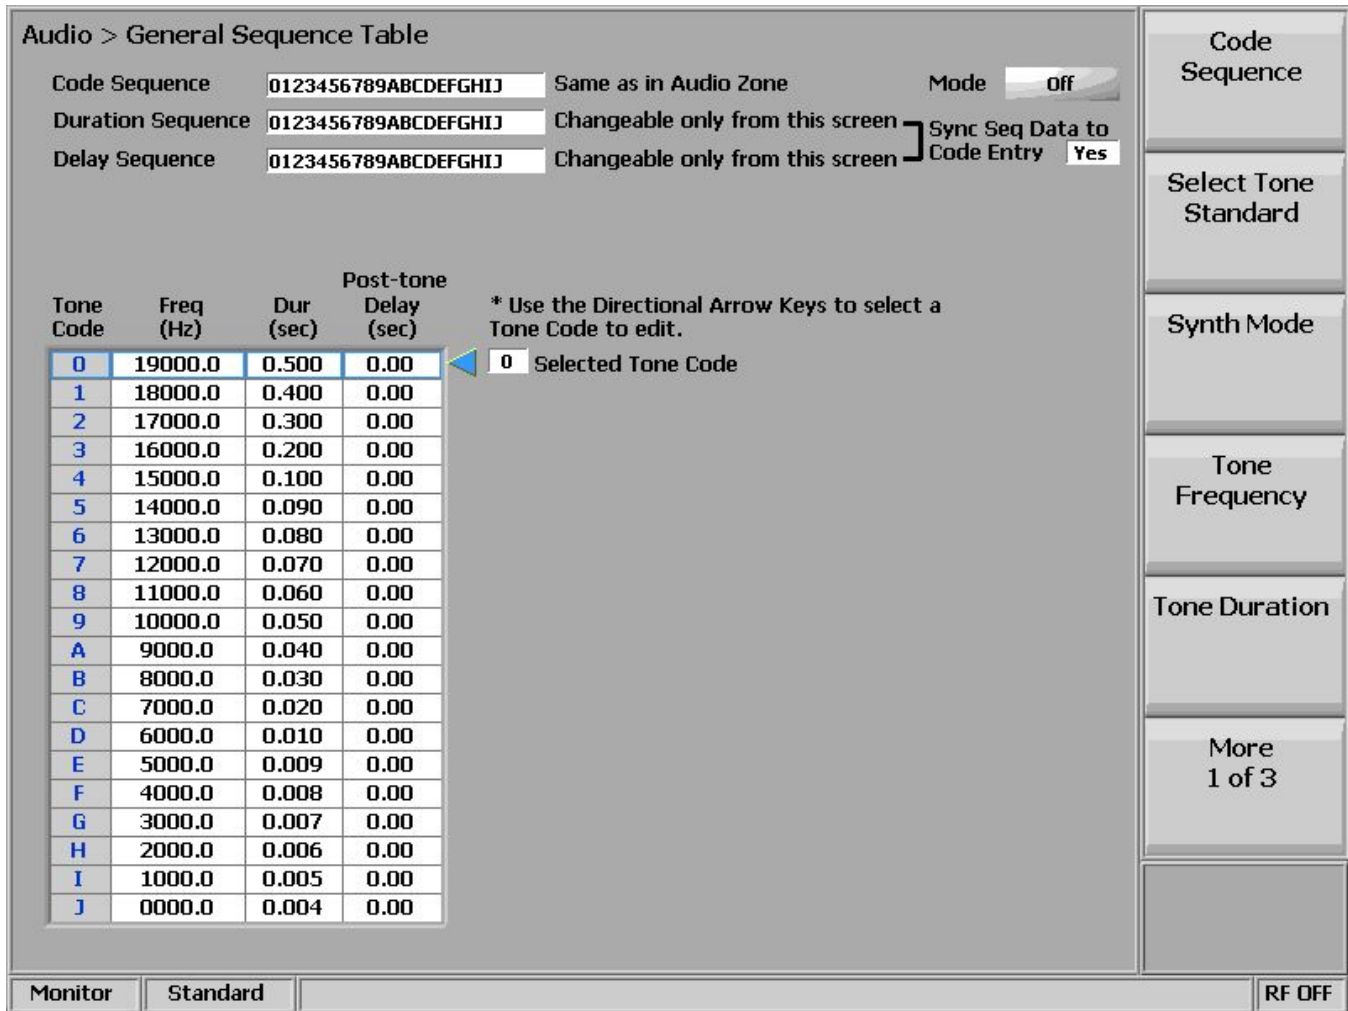 Audio > General Sequence Table
Code Sequence 0123456789ABCDEFGHIJ Same as in Audio Zone Mode Off
Duration Sequence 0123456789ABCDEFGHIJ Changeable only from this screen Sync Seq Data to
Delay Sequence 0123456789ABCDEFGHIJ Changeable only from this screen Code Entry Yes
Post-tone
Tone Freq Dur Delay * Use the Directional Arrow Keys to select a
Code (Hz) (sec) (sec) Tone Code to edit.
0 19000.0 0.500 0.00 0 Selected Tone Code
1 18000.0 0.400 0.00
2 17000.0 0.300 0.00
3 16000.0 0.200 0.00
4 15000.0 0.100 0.00
5 14000.0 0.090 0.00
6 13000.0 0.080 0.00
7 12000.0 0.070 0.00
8 11000.0 0.060 0.00
9 10000.0 0.050 0.00
A 9000.0 0.040 0.00
B 8000.0 0.030 0.00
C 7000.0 0.020 0.00
D 6000.0 0.010 0.00
E 5000.0 0.009 0.00
F 4000.0 0.008 0.00
G 3000.0 0.007 0.00
H 2000.0 0.006 0.00
I 1000.0 0.005 0.00
J 0000.0 0.004 0.00
Code
Sequence
Select Tone
Standard
Synth Mode
Tone
Frequency
Tone Duration
More
1 of 3
Monitor Standard RF OFF